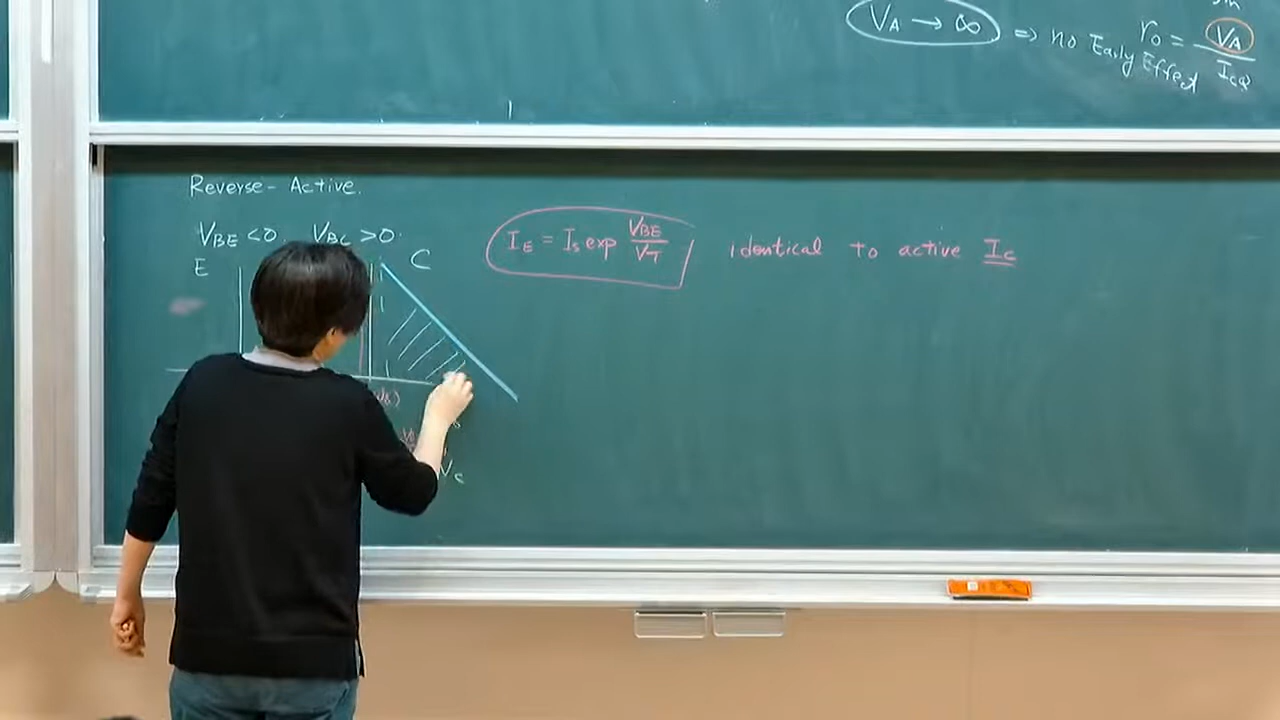 V_A → ∞ ⇒ no Early Effect r_o = V_A / I_CQ
Reverse - Active.
V_BE < 0 V_BC > 0.
E C
I_E = I_s exp V_BE / V_T identical to active I_C